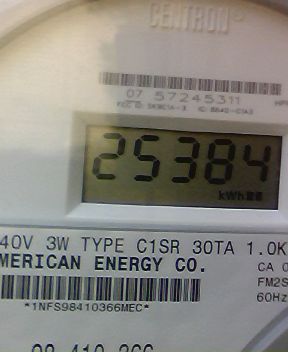 CENTRON
07 57245311
25384
kWh
40V 3W TYPE C1SR 30TA 1.0K
MERICAN ENERGY CO.
CA 0
FM2S
60Hz
*1NFS98410366MEC*